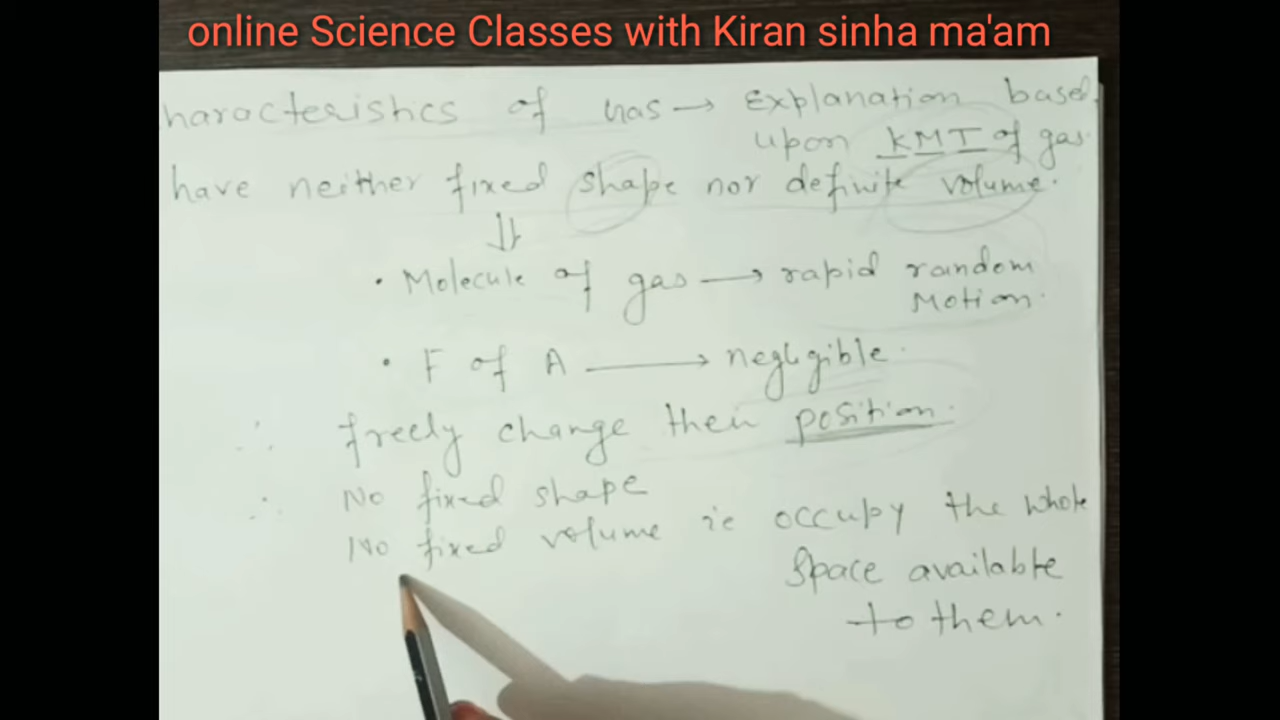 online Science Classes with Kiran sinha ma'am
haracteristics of Gas → Explanation based
upon KMT of gas.
have neither fixed shape nor definite volume.
⇓
• Molecule of gas → rapid random
Motion.
• F of A → negligible.
∴ freely change their position.
∴ No fixed shape
No fixed volume ie occupy the whole
space available
to them.